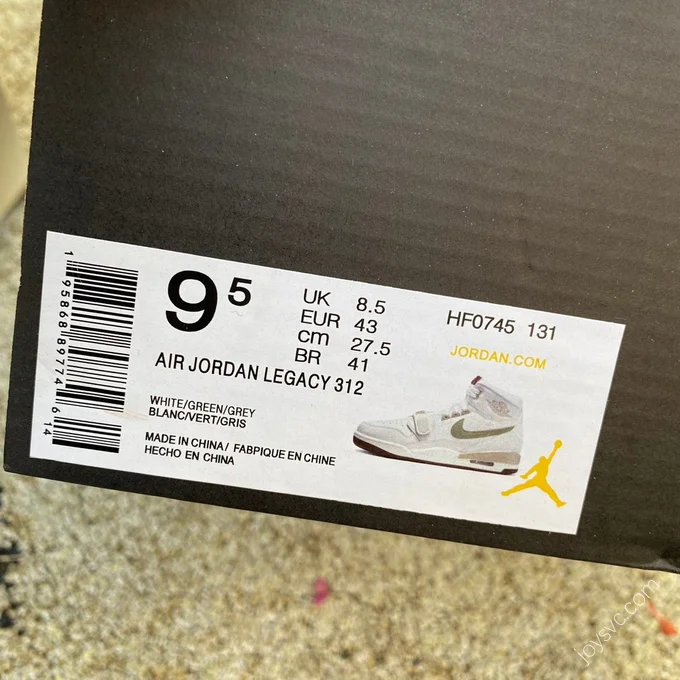 1 95868 89774 6 14
9 5
UK 8.5
EUR 43
cm 27.5
BR 41
HF0745 131
JORDAN.COM
AIR JORDAN LEGACY 312
WHITE/GREEN/GREY
BLANC/VERT/GRIS
MADE IN CHINA/ FABPIQUE EN CHINE
HECHO EN CHINA
joysvc.com